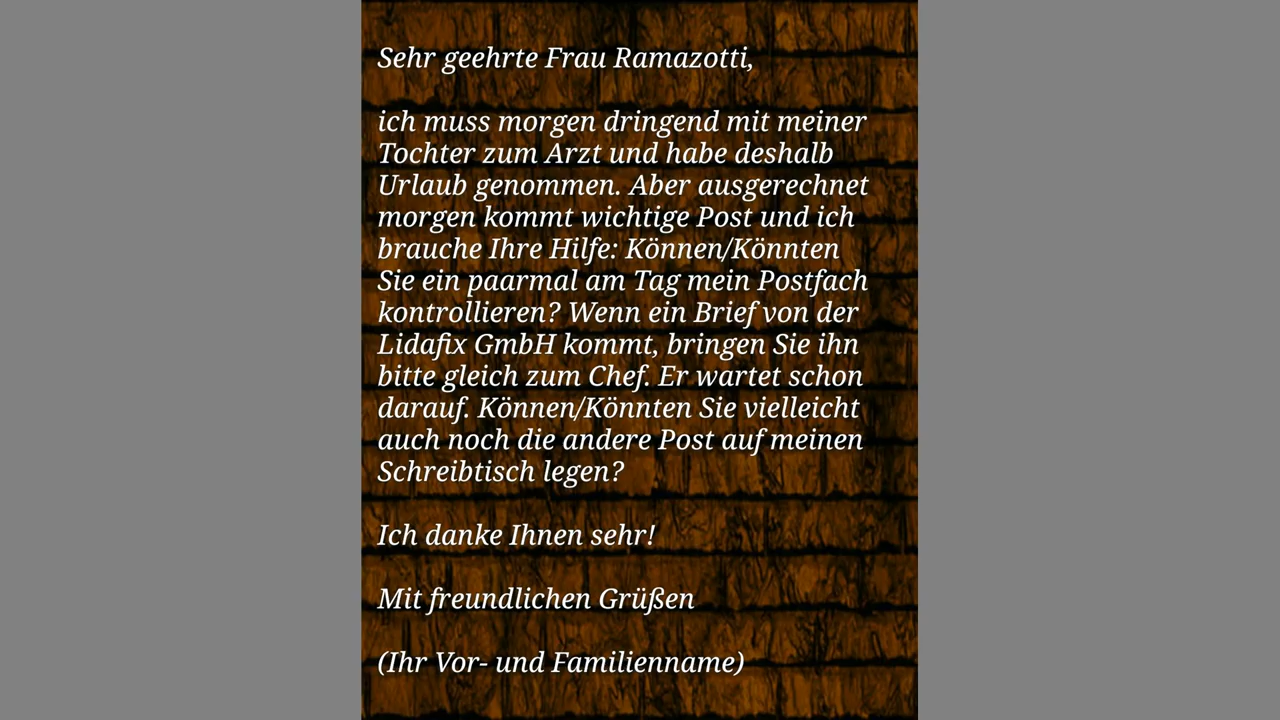 Sehr geehrte Frau Ramazotti,
ich muss morgen dringend mit meiner
Tochter zum Arzt und habe deshalb
Urlaub genommen. Aber ausgerechnet
morgen kommt wichtige Post und ich
brauche Ihre Hilfe: Können/Könnten
Sie ein paarmal am Tag mein Postfach
kontrollieren? Wenn ein Brief von der
Lidafix GmbH kommt, bringen Sie ihn
bitte gleich zum Chef. Er wartet schon
darauf. Können/Könnten Sie vielleicht
auch noch die andere Post auf meinen
Schreibtisch legen?
Ich danke Ihnen sehr!
Mit freundlichen Grüßen
(Ihr Vor- und Familienname)